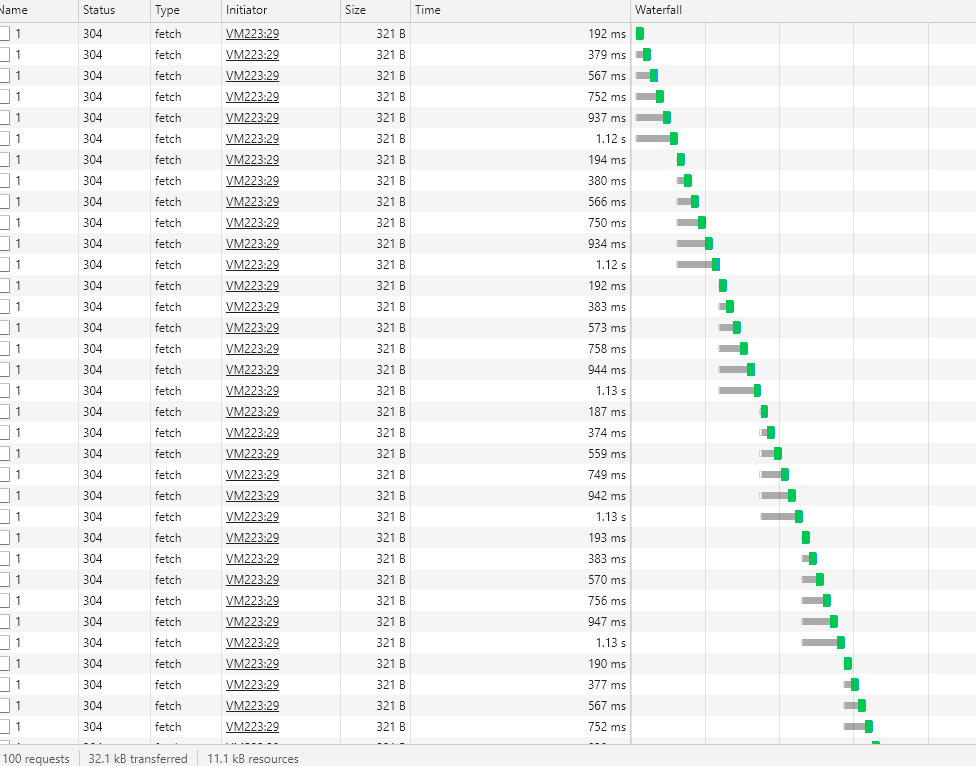 Name Status Type Initiator Size Time Waterfall
1 304 fetch VM223:29 321 B 192 ms
1 304 fetch VM223:29 321 B 379 ms
1 304 fetch VM223:29 321 B 567 ms
1 304 fetch VM223:29 321 B 752 ms
1 304 fetch VM223:29 321 B 937 ms
1 304 fetch VM223:29 321 B 1.12 s
1 304 fetch VM223:29 321 B 194 ms
1 304 fetch VM223:29 321 B 380 ms
1 304 fetch VM223:29 321 B 566 ms
1 304 fetch VM223:29 321 B 750 ms
1 304 fetch VM223:29 321 B 934 ms
1 304 fetch VM223:29 321 B 1.12 s
1 304 fetch VM223:29 321 B 192 ms
1 304 fetch VM223:29 321 B 383 ms
1 304 fetch VM223:29 321 B 573 ms
1 304 fetch VM223:29 321 B 758 ms
1 304 fetch VM223:29 321 B 944 ms
1 304 fetch VM223:29 321 B 1.13 s
1 304 fetch VM223:29 321 B 187 ms
1 304 fetch VM223:29 321 B 374 ms
1 304 fetch VM223:29 321 B 559 ms
1 304 fetch VM223:29 321 B 749 ms
1 304 fetch VM223:29 321 B 942 ms
1 304 fetch VM223:29 321 B 1.13 s
1 304 fetch VM223:29 321 B 193 ms
1 304 fetch VM223:29 321 B 383 ms
1 304 fetch VM223:29 321 B 570 ms
1 304 fetch VM223:29 321 B 756 ms
1 304 fetch VM223:29 321 B 947 ms
1 304 fetch VM223:29 321 B 1.13 s
1 304 fetch VM223:29 321 B 190 ms
1 304 fetch VM223:29 321 B 377 ms
1 304 fetch VM223:29 321 B 567 ms
1 304 fetch VM223:29 321 B 752 ms
100 requests 32.1 kB transferred 11.1 kB resources